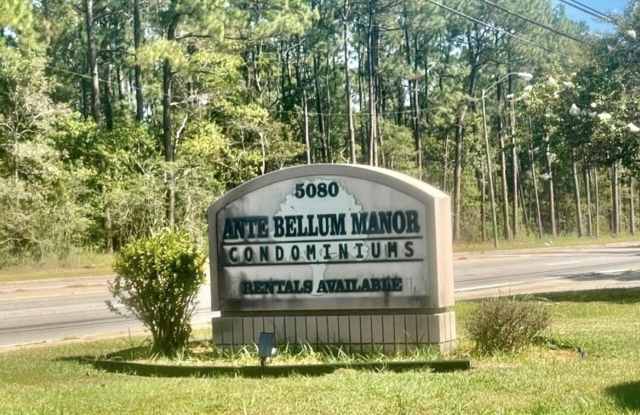 5080
ANTE BELLUM MANOR
CONDOMINIUMS
RENTALS AVAILABLE